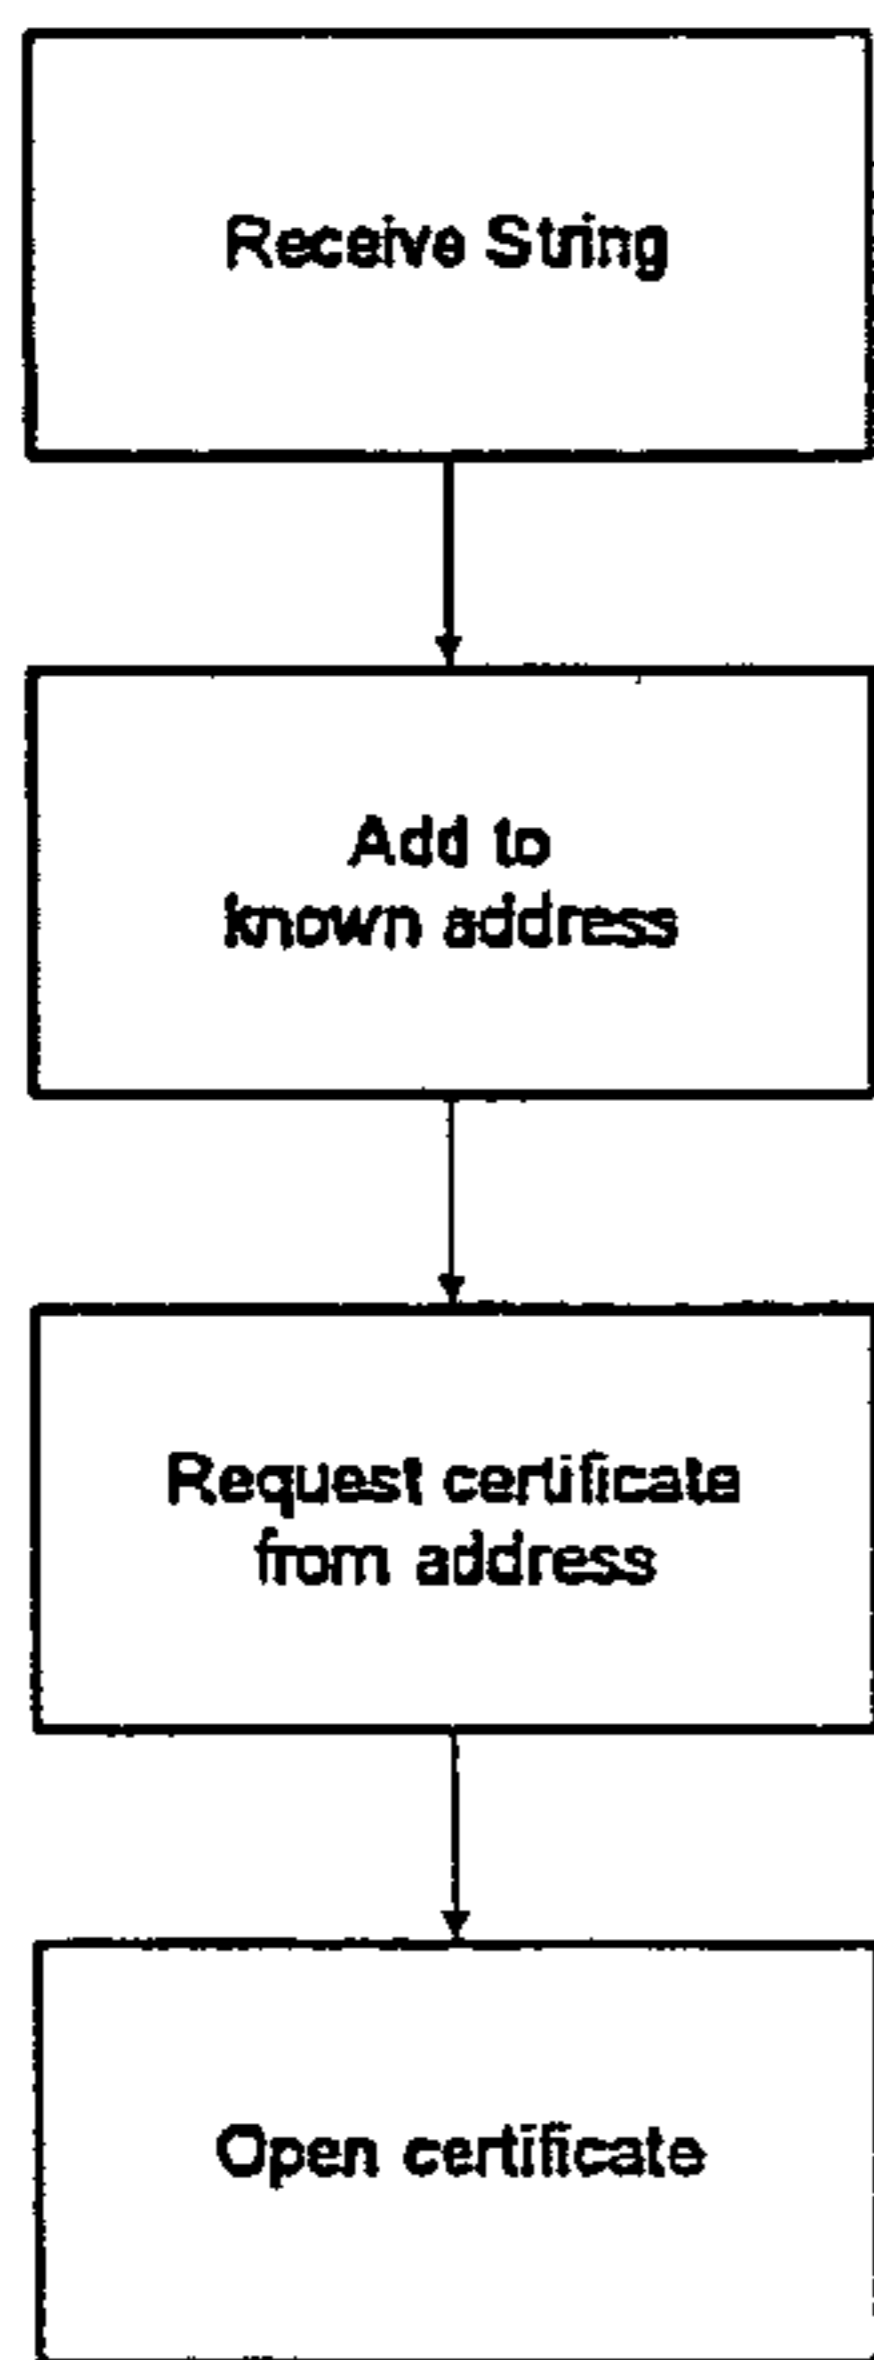 Receive String
Add to
known address
Request certificate
from address
Open certificate